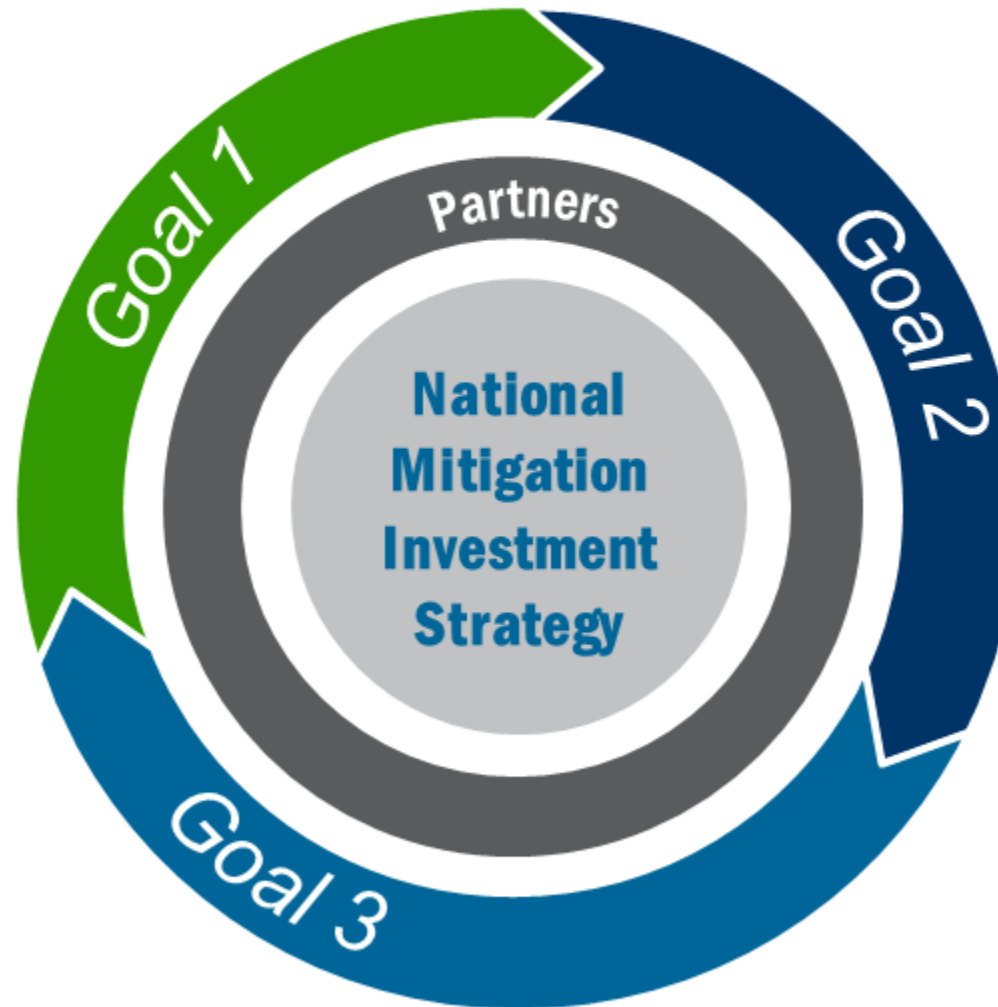 Goal 1
Goal 2
Partners
National
Mitigation
Investment
Strategy
Goal 3